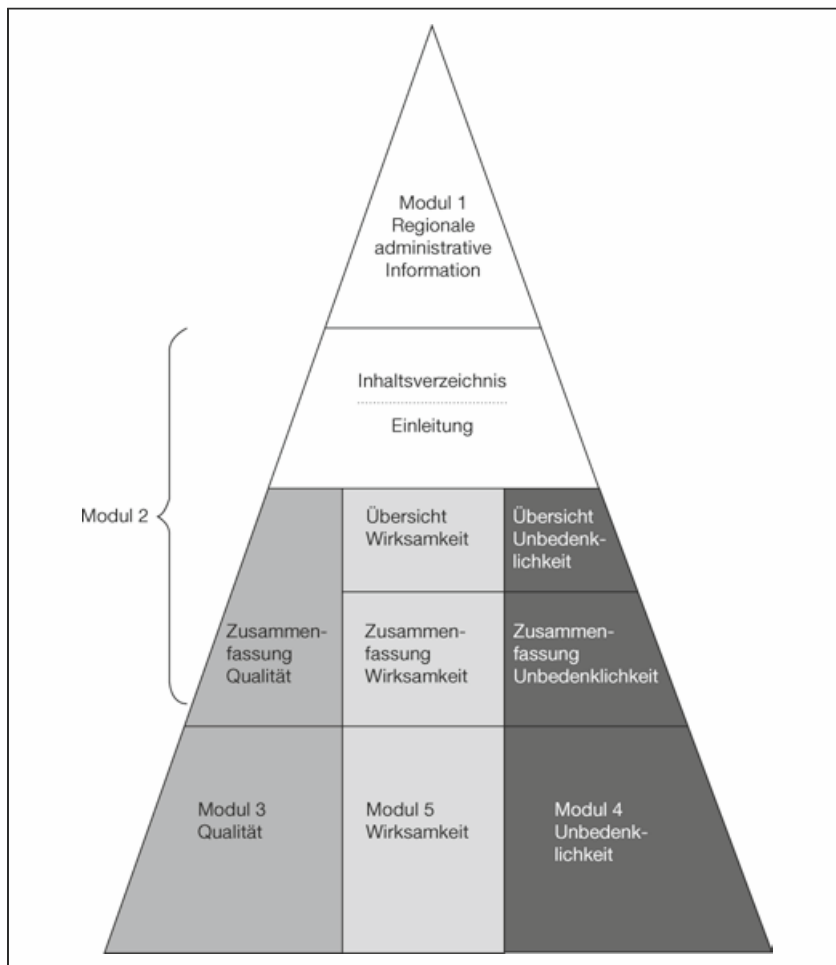 Modul 1
Regionale
administrative
Information
Inhaltsverzeichnis
Einleitung
Modul 2
Übersicht
Wirksamkeit
Übersicht
Unbedenk-
lichkeit
Zusammen-
fassung
Qualität
Zusammen-
fassung
Wirksamkeit
Zusammen-
fassung
Unbedenklichkeit
Modul 3
Qualität
Modul 5
Wirksamkeit
Modul 4
Unbedenk-
lichkeit